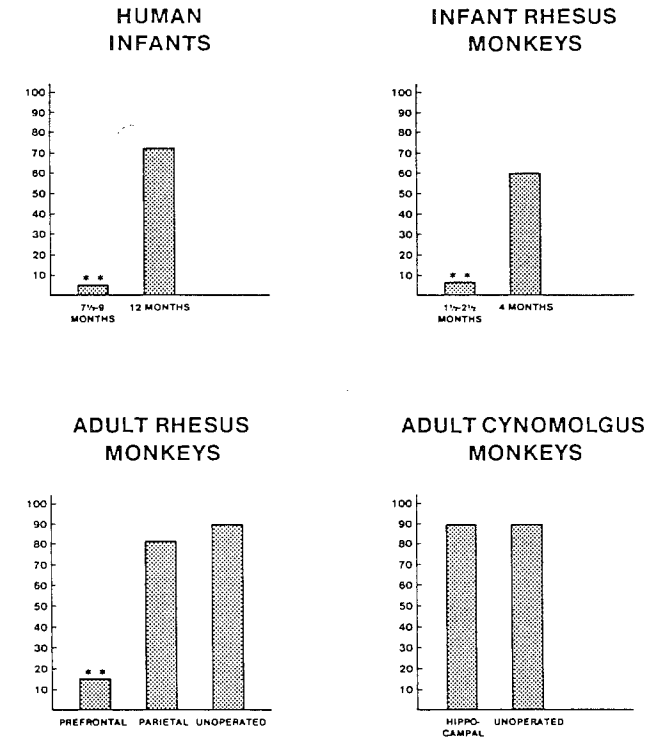 HUMAN
INFANTS
100
90
80
70
60
50
40
30
20
10
* *
7½-9
MONTHS
12 MONTHS
INFANT RHESUS
MONKEYS
100
90
80
70
60
50
40
30
20
10
* *
1½-2½
MONTHS
4 MONTHS
ADULT RHESUS
MONKEYS
100
90
80
70
60
50
40
30
20
10
* *
PREFRONTAL PARIETAL UNOPERATED
ADULT CYNOMOLGUS
MONKEYS
100
90
80
70
60
50
40
30
20
10
HIPPO-
CAMPAL
UNOPERATED